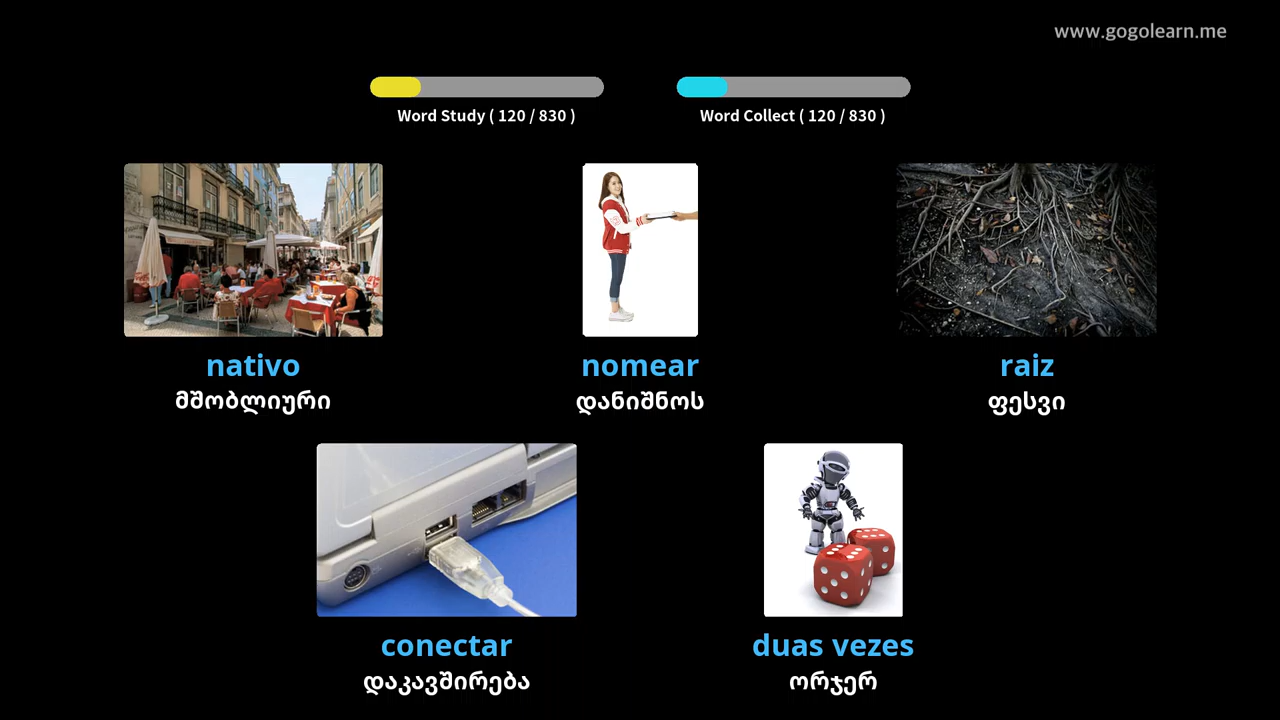 www.gogolearn.me
Word Study ( 120 / 830 )
Word Collect ( 120 / 830 )
nativo
მშობლიური
nomear
დანიშნოს
raiz
ფესვი
conectar
დაკავშირება
duas vezes
ორჯერ